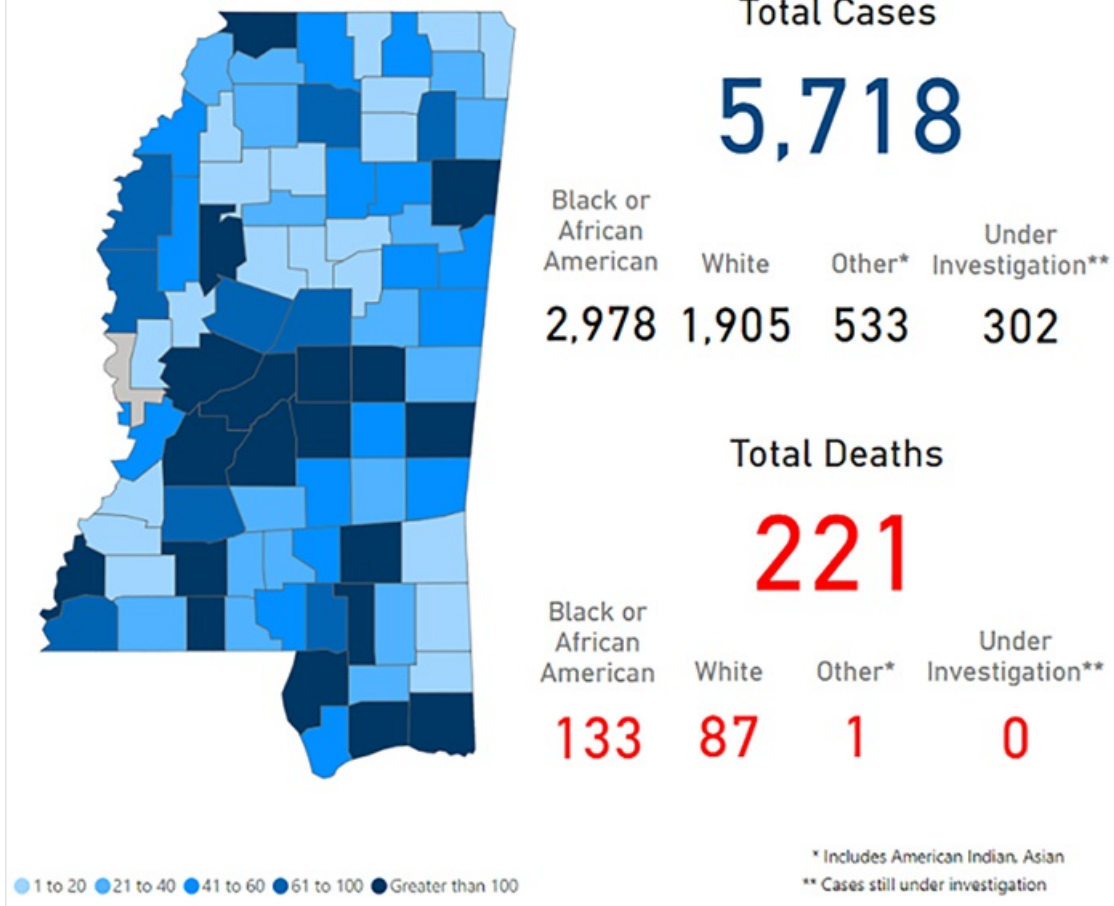 Total Cases
5,718
Black or
African
American
White
Other*
Under
Investigation**
2,978
1,905
533
302
Total Deaths
221
Black or
African
American
White
Other*
Under
Investigation**
133
87
1
0
* Includes American Indian, Asian
** Cases still under investigation
1 to 20
21 to 40
41 to 60
61 to 100
Greater than 100